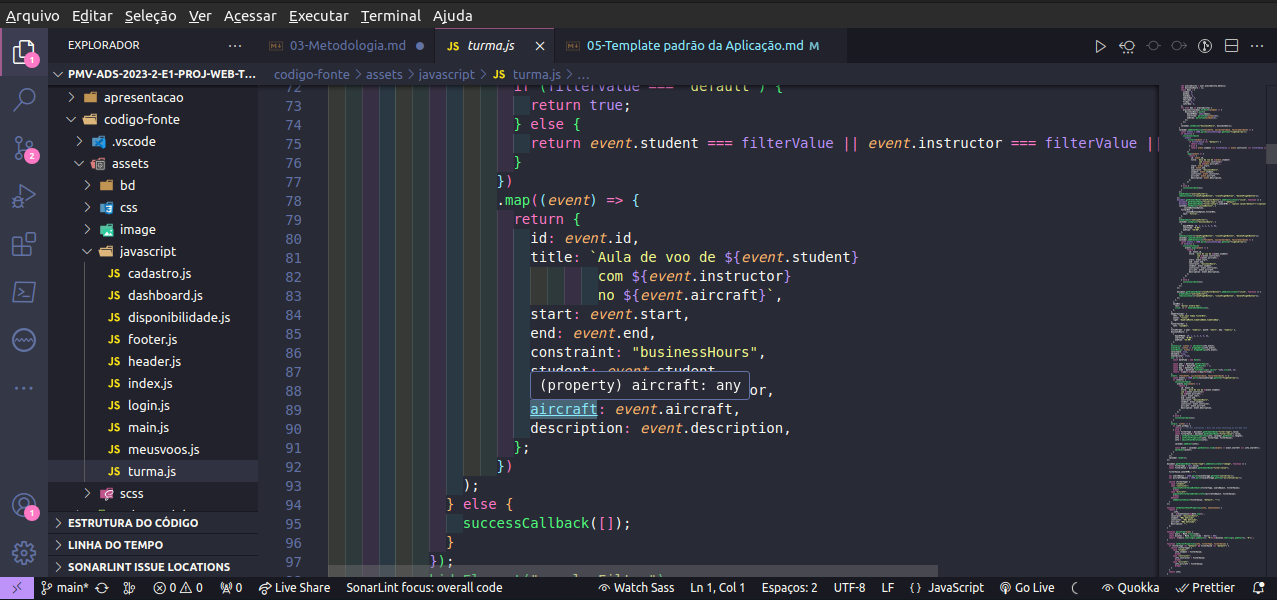 Arquivo Editar Seleção Ver Acessar Executar Terminal Ajuda
EXPLORADOR
03-Metodologia.md
JS turma.js
05-Template padrão da Aplicação.md M
PMV-ADS-2023-2-E1-PROJ-WEB-T...
codigo-fonte > assets > javascript > JS turma.js > ...
apresentacao
codigo-fonte
.vscode
assets
bd
css
image
javascript
JS cadastro.js
JS dashboard.js
JS disponibilidade.js
JS footer.js
JS header.js
JS index.js
JS login.js
JS main.js
JS meusvoos.js
JS turma.js
scss
ESTRUTURA DO CÓDIGO
LINHA DO TEMPO
SONARLINT ISSUE LOCATIONS
72 if (filterValue === "default") {
73 return true;
74 } else {
75 return event.student === filterValue || event.instructor === filterValue ||
76 }
77 })
78 .map((event) => {
79 return {
80 id: event.id,
81 title: `Aula de voo de ${event.student}
82 com ${event.instructor}
83 no ${event.aircraft}`,
84 start: event.start,
85 end: event.end,
86 constraint: "businessHours",
87 student: event.student
(property) aircraft: any
88 or,
89 aircraft: event.aircraft,
90 description: event.description,
91 };
92 })
93 );
94 } else {
95 successCallback([]);
96 }
97 });
1
2
1
main* 0 0 0 Live Share SonarLint focus: overall code Watch Sass Ln 1, Col 1 Espaços: 2 UTF-8 LF {} JavaScript Go Live Quokka Prettier